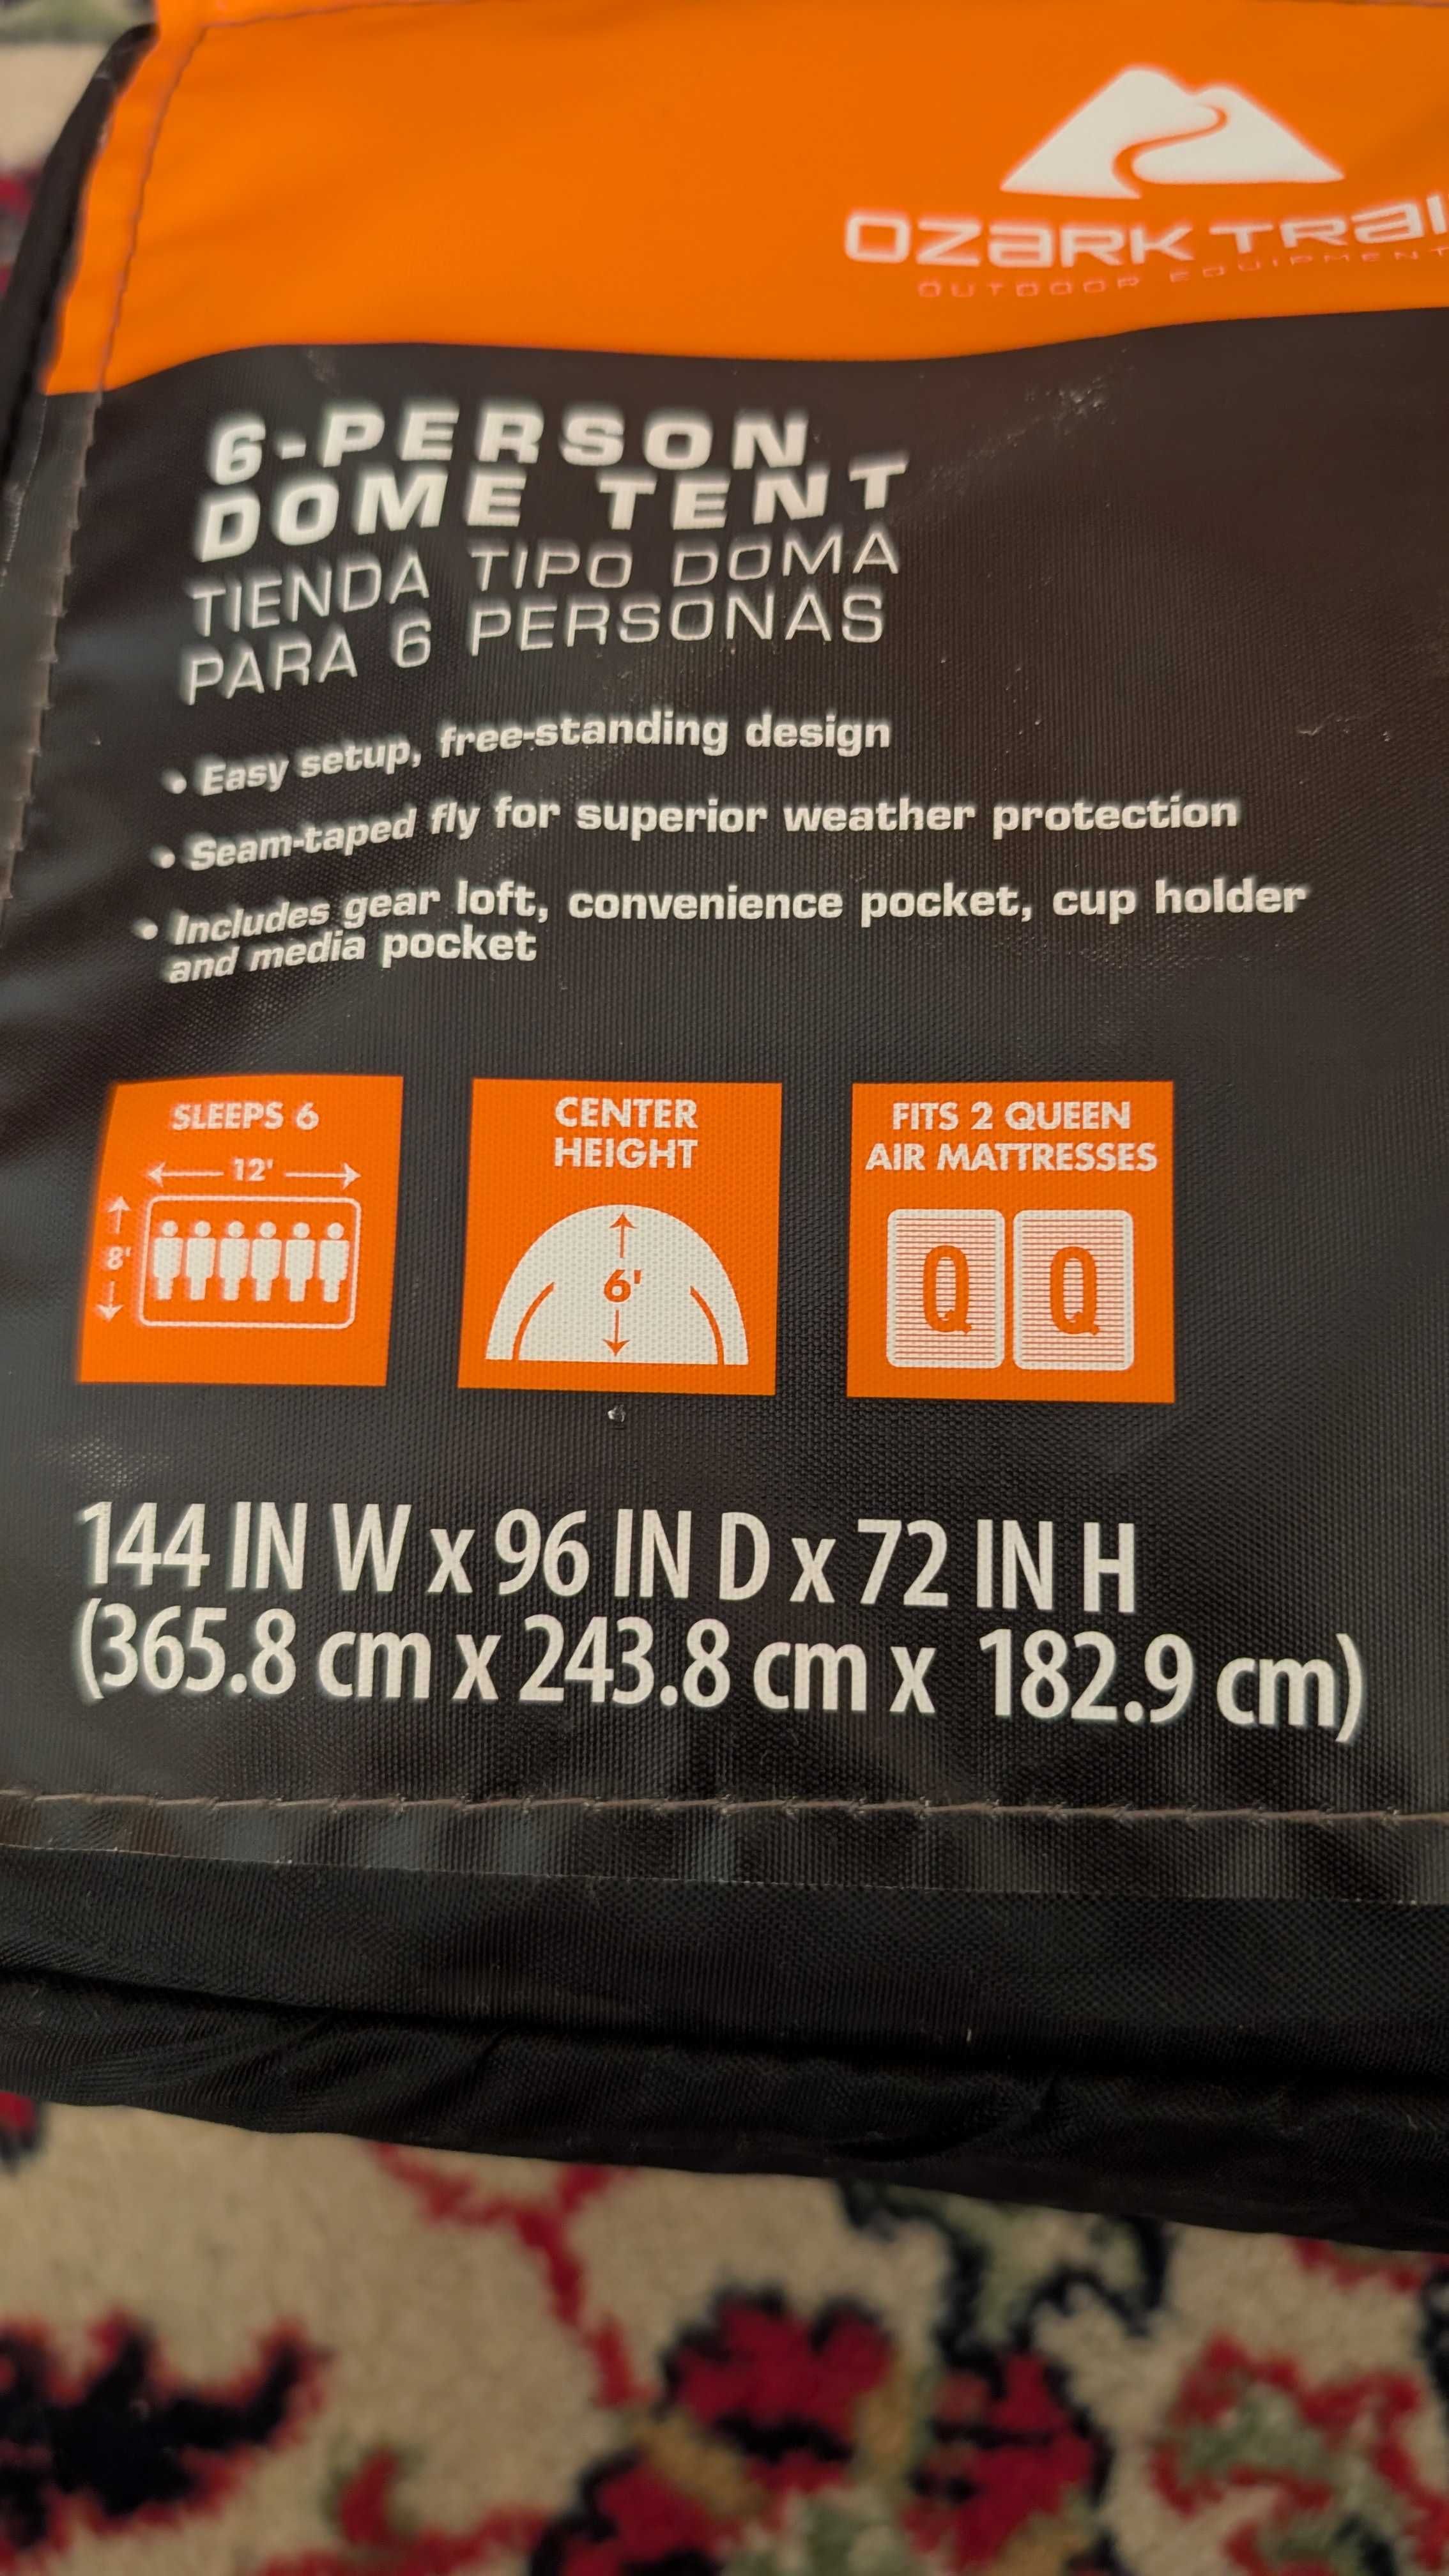 OZARK TRAI
OUTDOOR EQUIPMENT
6-PERSON
DOME TENT
TIENDA TIPO DOMA
PARA 6 PERSONAS
• Easy setup, free-standing design
• Seam-taped fly for superior weather protection
• Includes gear loft, convenience pocket, cup holder
and media pocket
SLEEPS 6
12'
8'
CENTER
HEIGHT
6'
FITS 2 QUEEN
AIR MATTRESSES
Q Q
144 IN W x 96 IN D x 72 IN H
(365.8 cm x 243.8 cm x 182.9 cm)